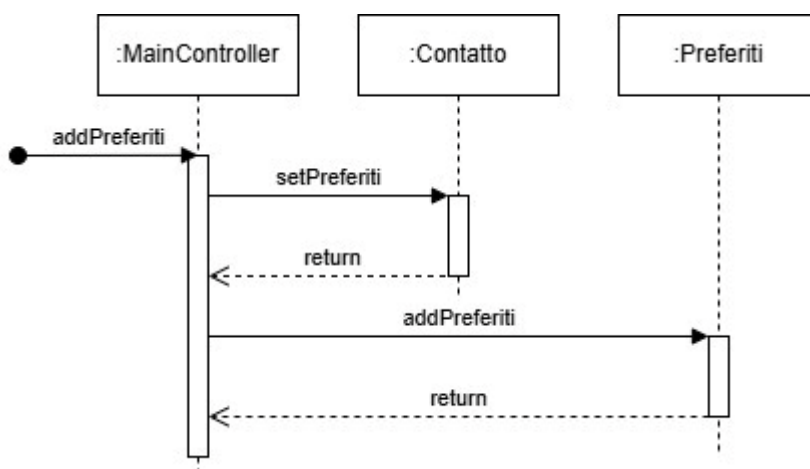 :MainController
:Contatto
:Preferiti
addPreferiti
setPreferiti
return
addPreferiti
return